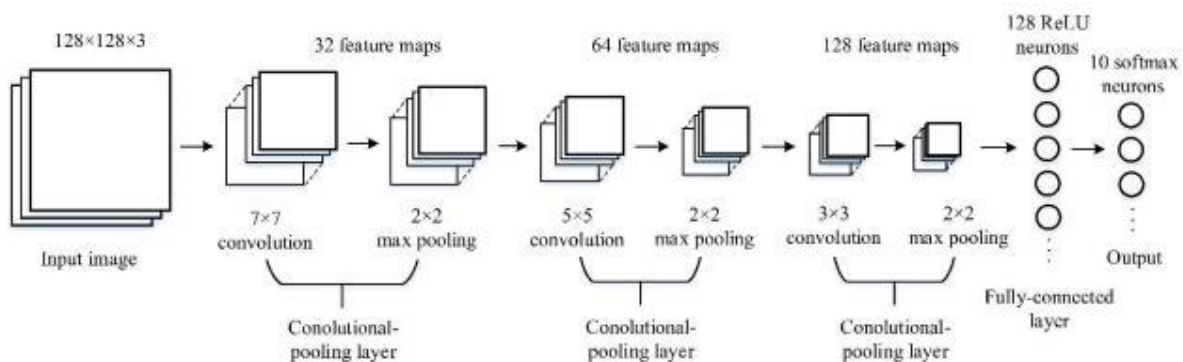 128×128×3
32 feature maps
64 feature maps
128 feature maps
128 ReLU
neurons
10 softmax
neurons
7×7
convolution
2×2
max pooling
5×5
convolution
2×2
max pooling
3×3
convolution
2×2
max pooling
Input image
Output
Fully-connected
layer
Conolutional-
pooling layer
Conolutional-
pooling layer
Conolutional-
pooling layer